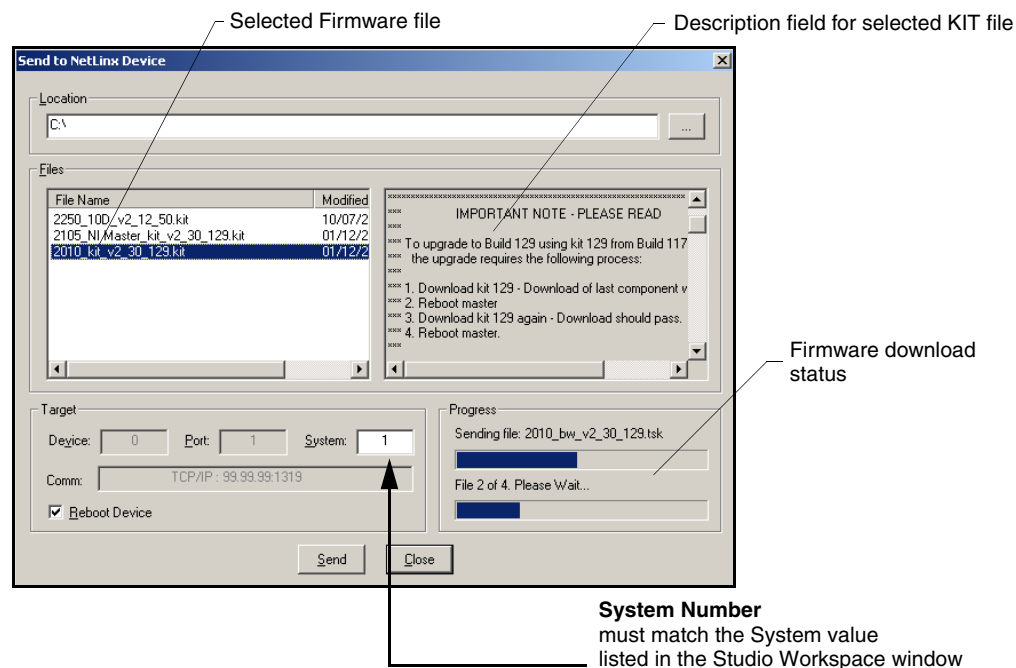 Selected Firmware file
Description field for selected KIT file
Send to NetLinx Device
Location
C:\
...
Files
File Name Modified
2250_10D_v2_12_50.kit 10/07/2
2105_NI Master_kit_v2_30_129.kit 01/12/2
2010_kit_v2_30_129.kit 01/12/2
*** IMPORTANT NOTE - PLEASE READ
***
*** To upgrade to Build 129 using kit 129 from Build 117
*** the upgrade requires the following process:
***
*** 1. Download kit 129 - Download of last component w
*** 2. Reboot master
*** 3. Download kit 129 again - Download should pass.
*** 4. Reboot master.
***
Firmware download
status
Target
Device: 0 Port: 1 System: 1
Comm: TCP/IP : 99.99.99:1319
Reboot Device
Progress
Sending file: 2010_bw_v2_30_129.tsk
File 2 of 4. Please Wait...
Send Close
System Number
must match the System value
listed in the Studio Workspace window